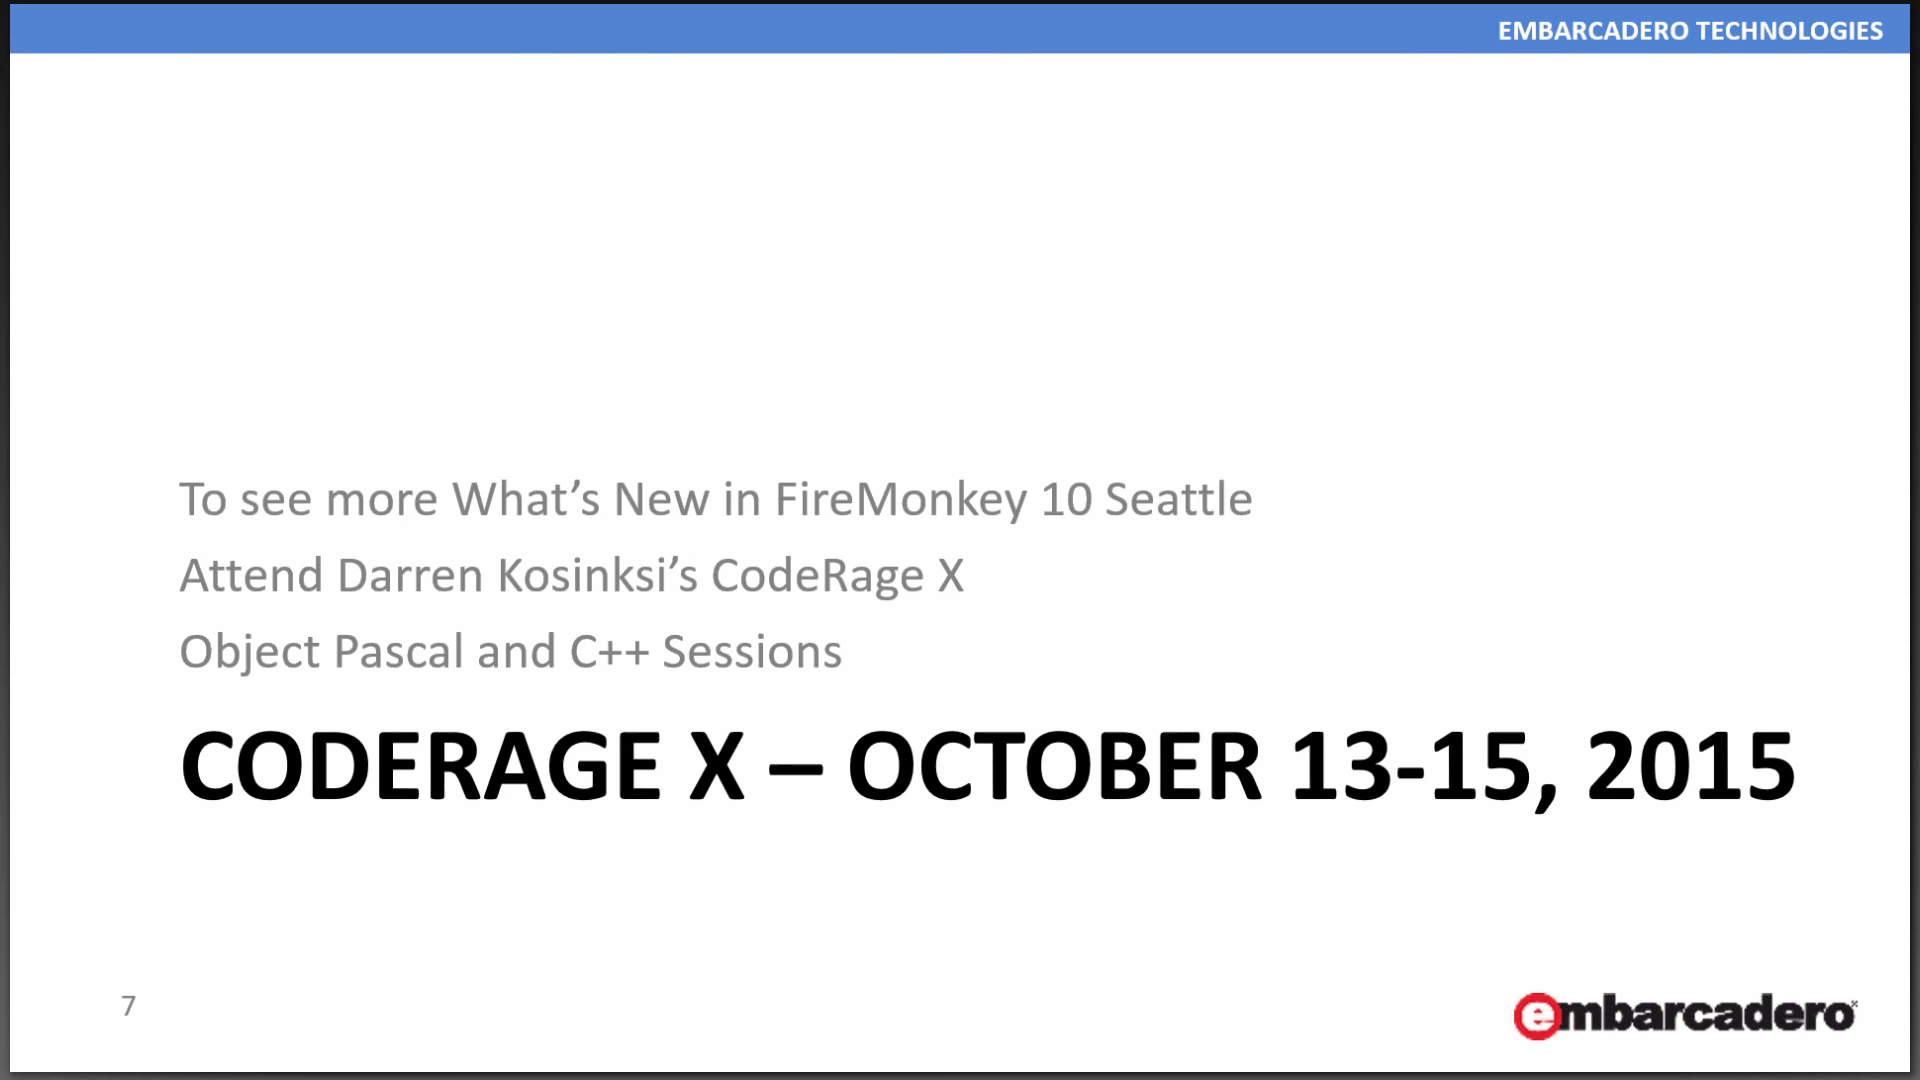 EMBARCADERO TECHNOLOGIES
To see more What’s New in FireMonkey 10 Seattle
Attend Darren Kosinksi’s CodeRage X
Object Pascal and C++ Sessions
CODERAGE X – OCTOBER 13-15, 2015
7
embarcadero